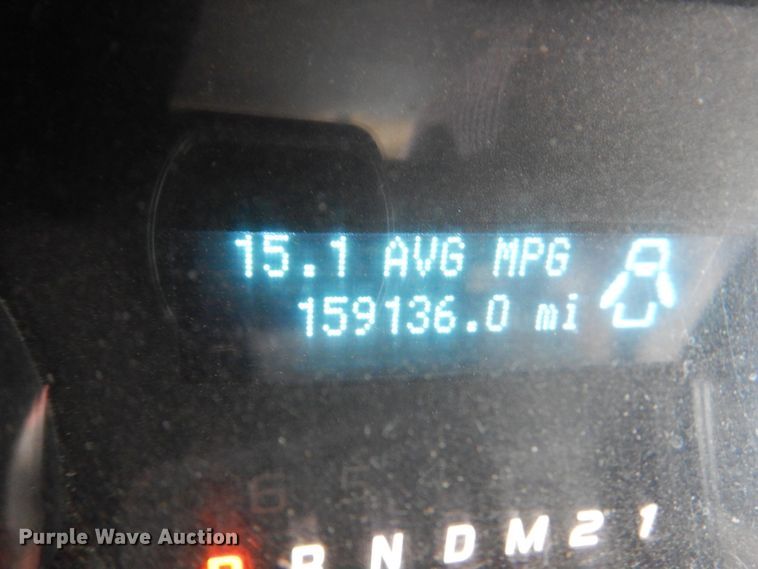 15.1 AVG MPG
159136.0 mi
6 5 4
P R N D M 2 1
Purple Wave Auction